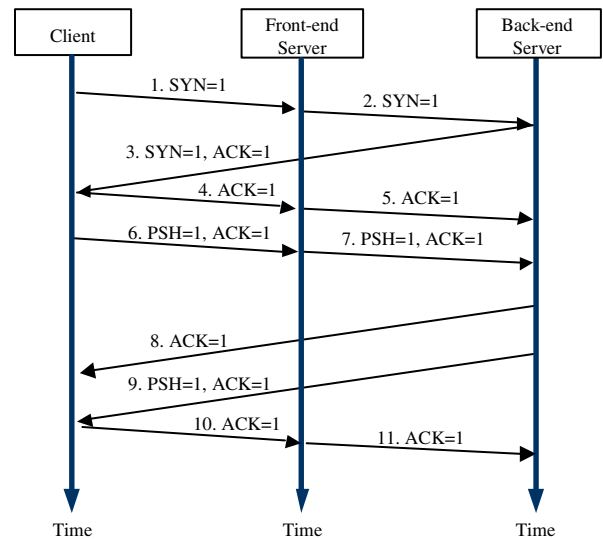 Client
Front-end
Server
Back-end
Server
1. SYN=1
2. SYN=1
3. SYN=1, ACK=1
4. ACK=1
5. ACK=1
6. PSH=1, ACK=1
7. PSH=1, ACK=1
8. ACK=1
9. PSH=1, ACK=1
10. ACK=1
11. ACK=1
Time
Time
Time